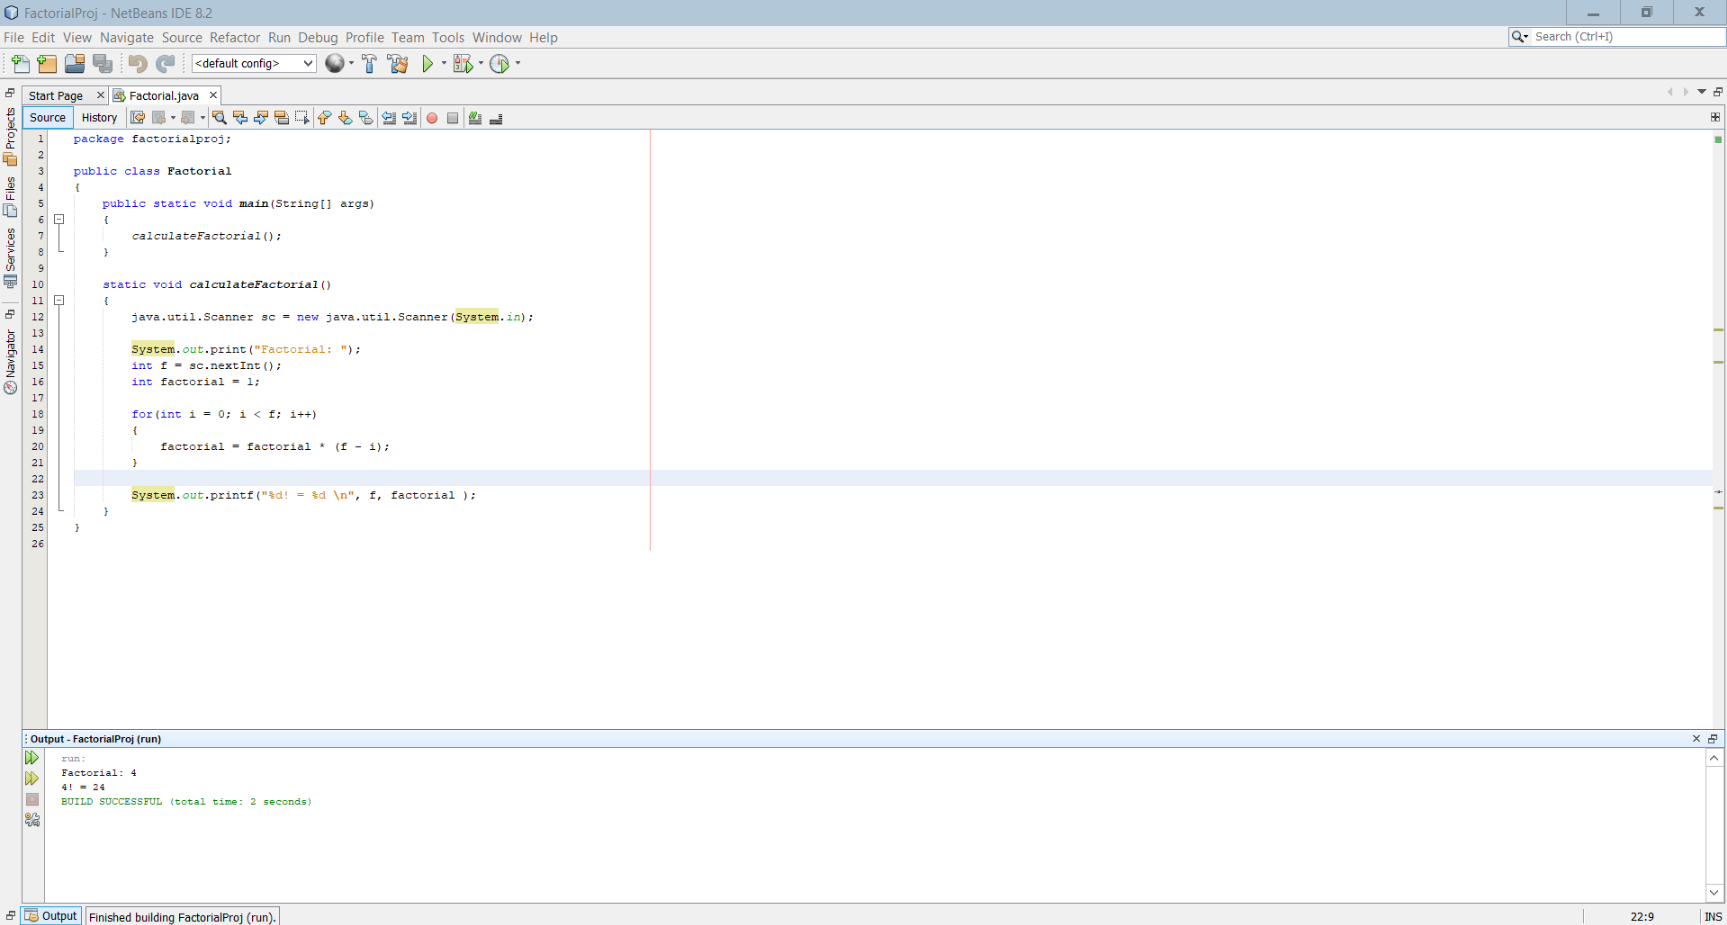 FactorialProj - NetBeans IDE 8.2
File Edit View Navigate Source Refactor Run Debug Profile Team Tools Window Help
Search (Ctrl+I)
<default config>
Start Page
Factorial.java
Source History
Projects
Files
Services
Navigator
1 package factorialproj;
2
3 public class Factorial
4 {
5 public static void main(String[] args)
6 {
7 calculateFactorial();
8 }
9
10 static void calculateFactorial()
11 {
12 java.util.Scanner sc = new java.util.Scanner(System.in);
13
14 System.out.print("Factorial: ");
15 int f = sc.nextInt();
16 int factorial = 1;
17
18 for(int i = 0; i < f; i++)
19 {
20 factorial = factorial * (f - i);
21 }
22
23 System.out.printf("%d! = %d \n", f, factorial );
24 }
25 }
26
Output - FactorialProj (run)
run:
Factorial: 4
4! = 24
BUILD SUCCESSFUL (total time: 2 seconds)
Output Finished building FactorialProj (run). 22:9 INS